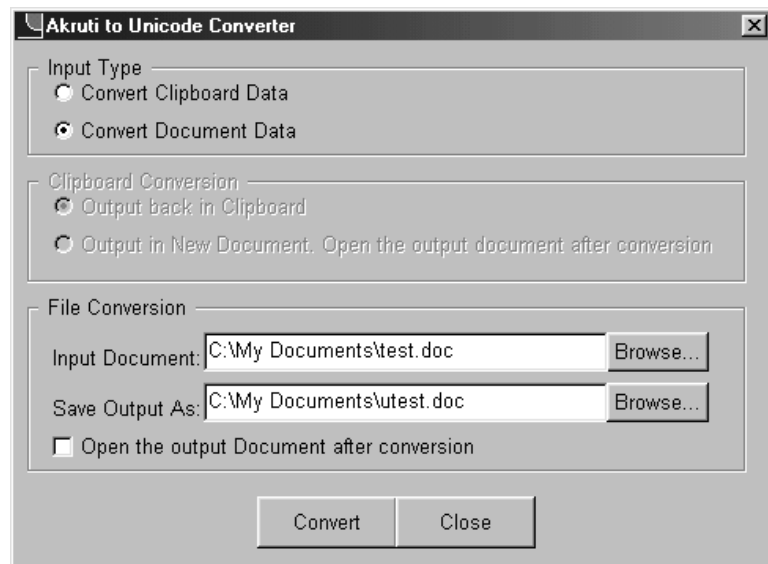 Akruti to Unicode Converter
Input Type
Convert Clipboard Data
Convert Document Data
Clipboard Conversion
Output back in Clipboard
Output in New Document. Open the output document after conversion
File Conversion
Input Document: C:\My Documents\test.doc Browse...
Save Output As: C:\My Documents\utest.doc Browse...
Open the output Document after conversion
Convert Close